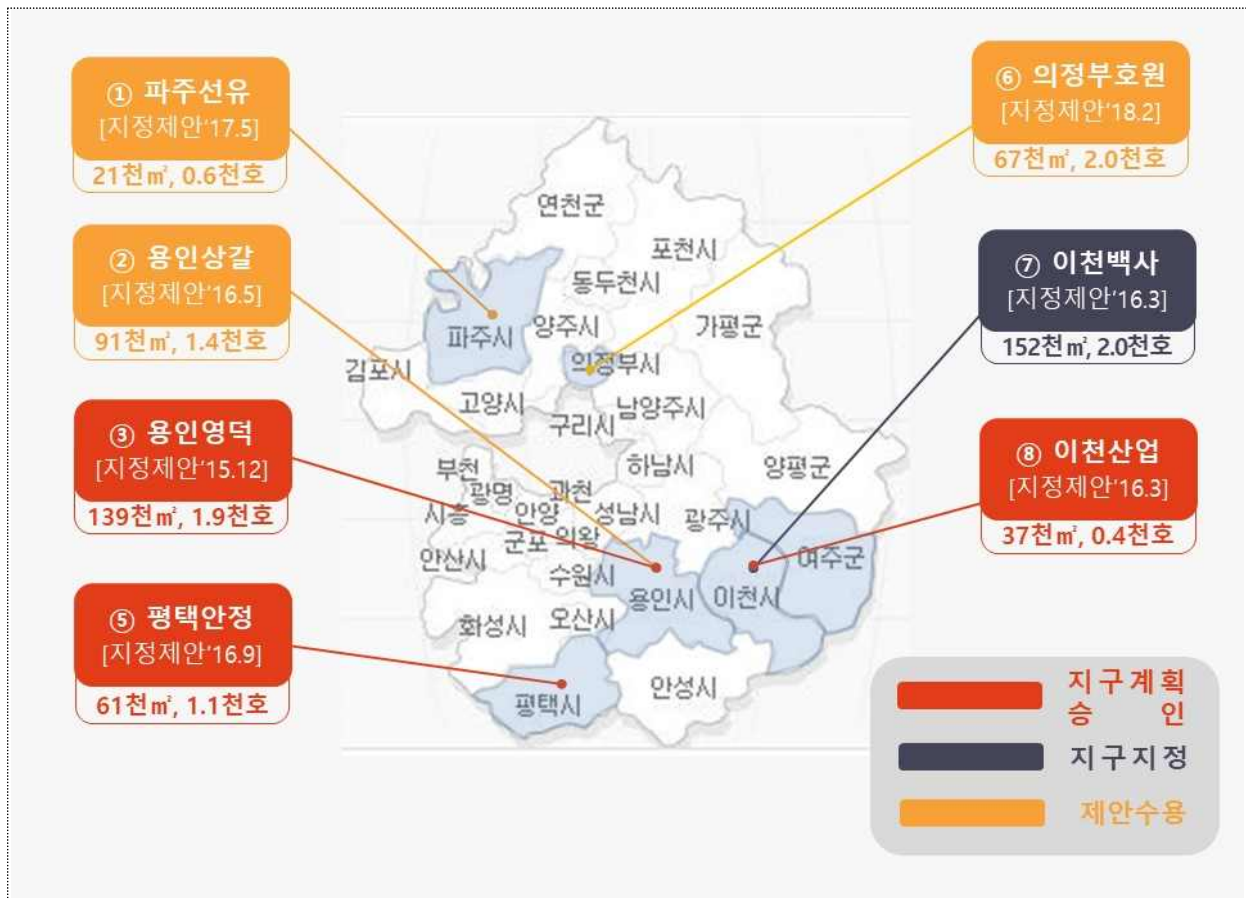 ① 파주선유
[지정제안'17.5]
21천㎡, 0.6천호
② 용인상갈
[지정제안'16.5]
91천㎡, 1.4천호
③ 용인영덕
[지정제안'15.12]
139천㎡, 1.9천호
⑤ 평택안정
[지정제안'16.9]
61천㎡, 1.1천호
연천군
포천시
동두천시
파주시
양주시
가평군
의정부시
김포시
고양시
남양주시
구리시
하남시
양평군
부천
광명
과천
시흥
안양
성남시
광주시
군포
의왕
안산시
수원시
여주군
용인시
이천시
화성시
오산시
안성시
평택시
⑥ 의정부호원
[지정제안'18.2]
67천㎡, 2.0천호
⑦ 이천백사
[지정제안'16.3]
152천㎡, 2.0천호
⑧ 이천산업
[지정제안'16.3]
37천㎡, 0.4천호
지구계획
승 인
지구지정
제안수용